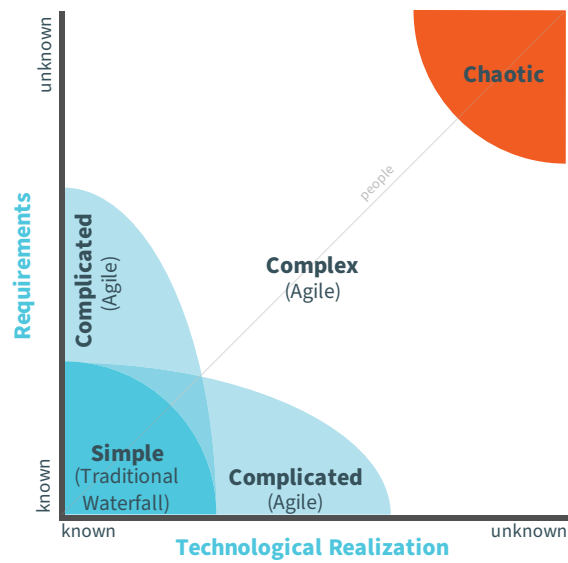 unknown
Chaotic
people
Requirements
Complicated
(Agile)
Complex
(Agile)
Simple
(Traditional
Waterfall)
Complicated
(Agile)
known
known
unknown
Technological Realization